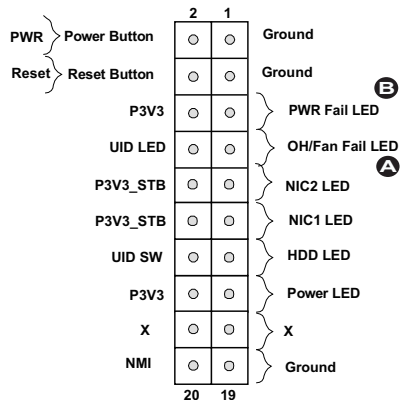 2 1
PWR Power Button Ground
Reset Reset Button Ground
B
P3V3 PWR Fail LED
UID LED OH/Fan Fail LED
A
P3V3_STB NIC2 LED
P3V3_STB NIC1 LED
UID SW HDD LED
P3V3 Power LED
X X
NMI Ground
20 19